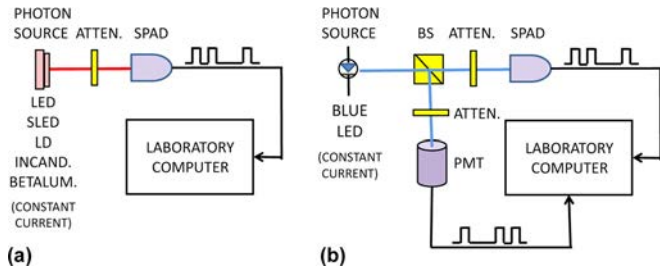 PHOTON
SOURCE
ATTEN.
SPAD
LED
SLED
LD
INCAND.
BETALUM.
(CONSTANT
CURRENT)
LABORATORY
COMPUTER
(a)
PHOTON
SOURCE
BS
ATTEN.
SPAD
BLUE
LED
(CONSTANT
CURRENT)
ATTEN.
PMT
LABORATORY
COMPUTER
(b)